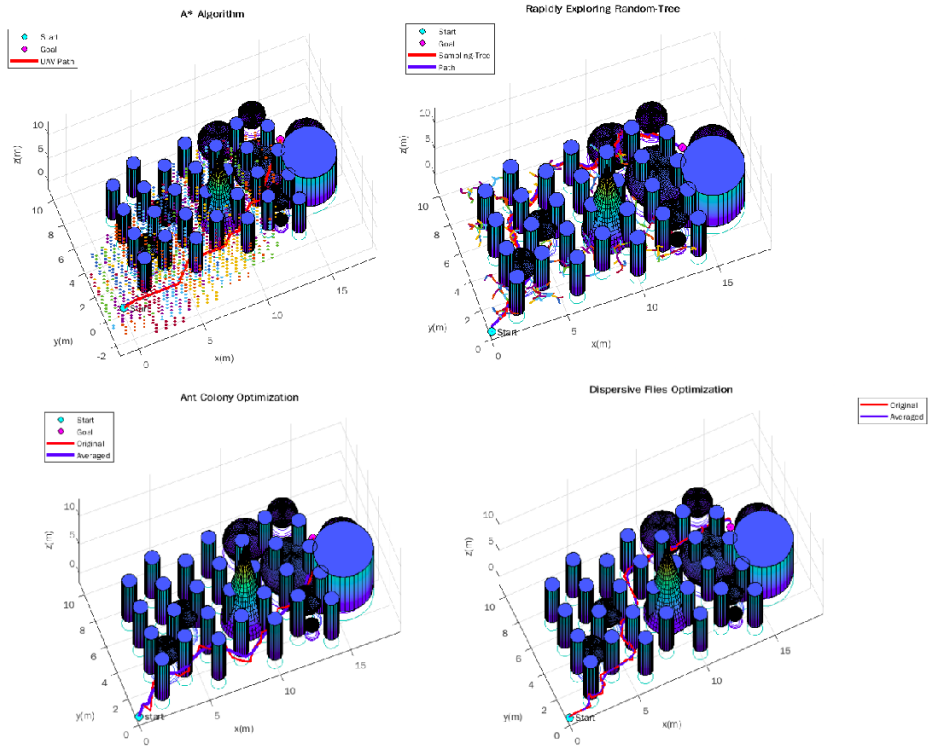 A* Algorithm
Start
Goal
UAV Path
z(m)
10
5
0
10
8
6
4
2
0
-2
y(m)
0
5
10
15
x(m)
Start
Rapidly Exploring Random-Tree
Start
Goal
Sampling-Tree
Path
z(m)
10
5
0
10
8
6
4
2
0
y(m)
0
5
10
15
x(m)
Start
Ant Colony Optimization
Start
Goal
Original
Averaged
z(m)
10
5
0
10
8
6
4
2
0
y(m)
0
5
10
15
x(m)
start
Dispersive Flies Optimization
Original
Averaged
z(m)
10
5
0
10
8
6
4
2
0
y(m)
0
5
10
15
x(m)
Start